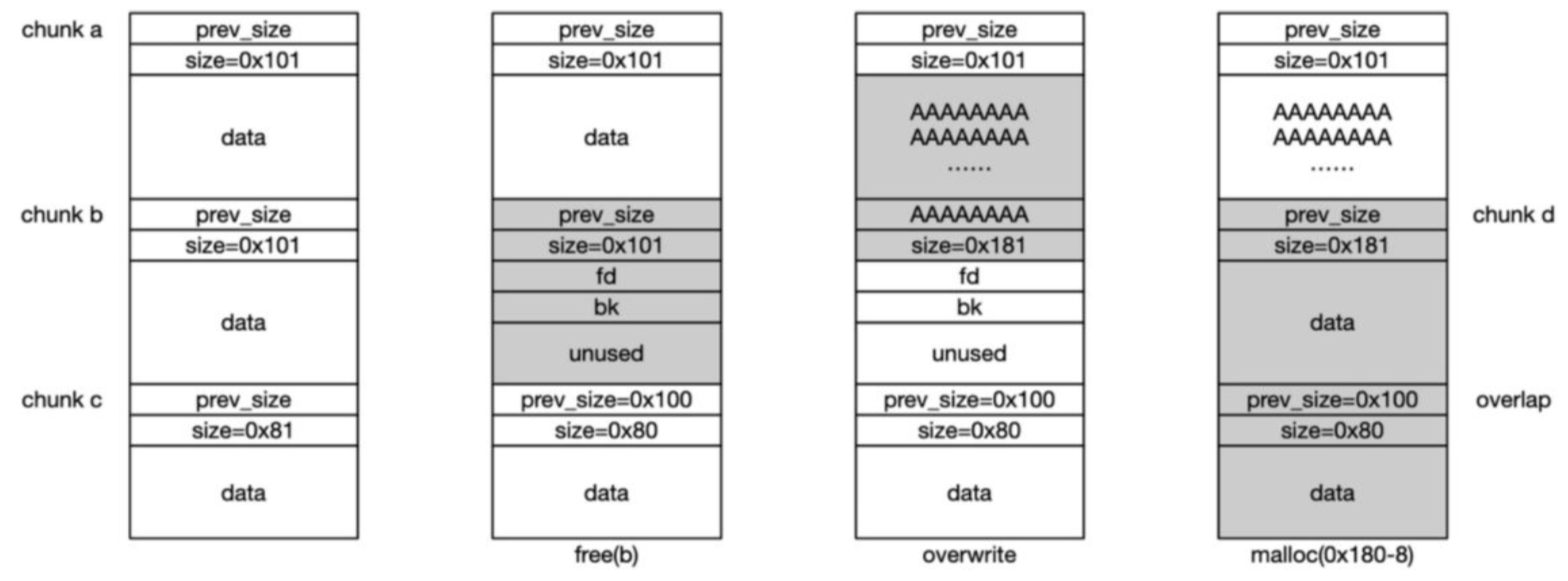 chunk a
prev_size
size=0x101
data
chunk b
prev_size
size=0x101
data
chunk c
prev_size
size=0x81
data
prev_size
size=0x101
data
prev_size
size=0x101
fd
bk
unused
prev_size=0x100
size=0x80
data
free(b)
prev_size
size=0x101
AAAAAAAA
AAAAAAAA
......
AAAAAAAA
size=0x181
fd
bk
unused
prev_size=0x100
size=0x80
data
overwrite
prev_size
size=0x101
AAAAAAAA
AAAAAAAA
......
prev_size
chunk d
size=0x181
data
prev_size=0x100
overlap
size=0x80
data
malloc(0x180-8)